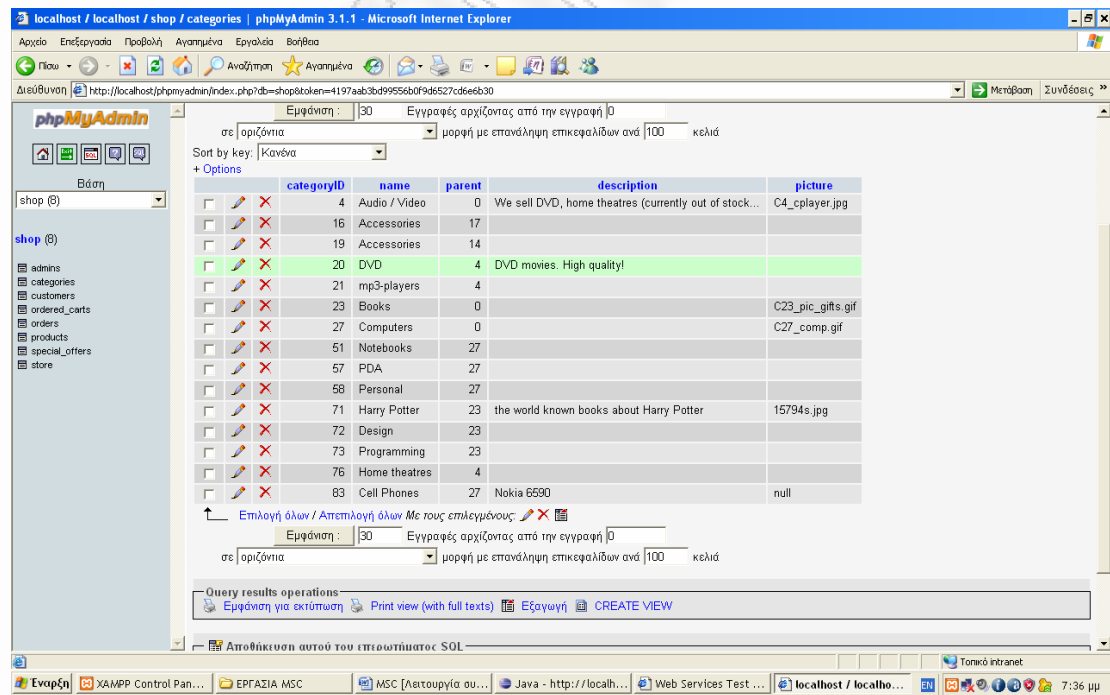 localhost / localhost / shop / categories | phpMyAdmin 3.1.1 - Microsoft Internet Explorer
Αρχείο Επεξεργασία Προβολή Αγαπημένα Εργαλεία Βοήθεια
Πίσω Αναζήτηση Αγαπημένα
Διεύθυνση http://localhost/phpmyadmin/index.php?db=shop&token=4197aab3bd99556b0f9d6527cd6e6b30 Μετάβαση Συνδέσεις »
phpMyAdmin
Βάση
shop (8)
shop (8)
admins
categories
customers
ordered_carts
orders
products
special_offers
store
Εμφάνιση : 30 Εγγραφές αρχίζοντας από την εγγραφή 0
σε οριζόντια μορφή με επανάληψη επικεφαλίδων ανά 100 κελιά
Sort by key: Κανένα
+ Options
categoryID name parent description picture
4 Audio / Video 0 We sell DVD, home theatres (currently out of stock... C4_cplayer.jpg
16 Accessories 17
19 Accessories 14
20 DVD 4 DVD movies. High quality!
21 mp3-players 4
23 Books 0 C23_pic_gifts.gif
27 Computers 0 C27_comp.gif
51 Notebooks 27
57 PDA 27
58 Personal 27
71 Harry Potter 23 the world known books about Harry Potter 15794s.jpg
72 Design 23
73 Programming 23
76 Home theatres 4
83 Cell Phones 27 Nokia 6590 null
Επιλογή όλων / Απεπιλογή όλων Με τους επιλεγμένους:
Εμφάνιση : 30 Εγγραφές αρχίζοντας από την εγγραφή 0
σε οριζόντια μορφή με επανάληψη επικεφαλίδων ανά 100 κελιά
Query results operations
Εμφάνιση για εκτύπωση Print view (with full texts) Εξαγωγή CREATE VIEW
Αποθήκευση αυτού του επερωτήματος SQL
Τοπικό intranet
Έναρξη XAMPP Control Pan... ΕΡΓΑΣΙΑ MSC MSC [Λειτουργία συ... Java - http://localh... Web Services Test ... localhost / localho... EN 7:36 μμ